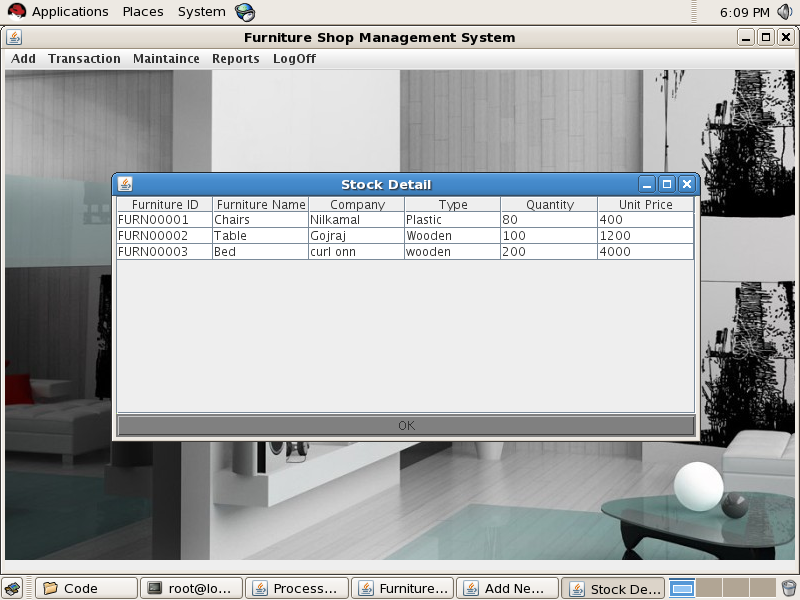 Applications Places System 6:09 PM
Furniture Shop Management System
Add Transaction Maintaince Reports LogOff
Stock Detail
Furniture ID Furniture Name Company Type Quantity Unit Price
FURN00001 Chairs Nilkamal Plastic 80 400
FURN00002 Table Gojraj Wooden 100 1200
FURN00003 Bed curl onn wooden 200 4000
OK
Code root@lo... Process... Furniture... Add Ne... Stock De...